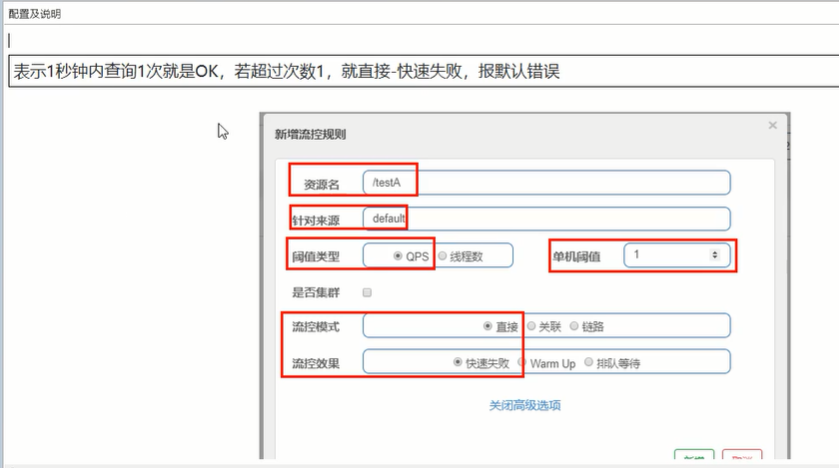 配置及说明
表示1秒钟内查询1次就是OK，若超过次数1，就直接-快速失败，报默认错误
新增流控规则
资源名 /testA
针对来源 default
阈值类型 QPS 线程数 单机阈值 1
是否集群
流控模式 直接 关联 链路
流控效果 快速失败 Warm Up 排队等待
关闭高级选项